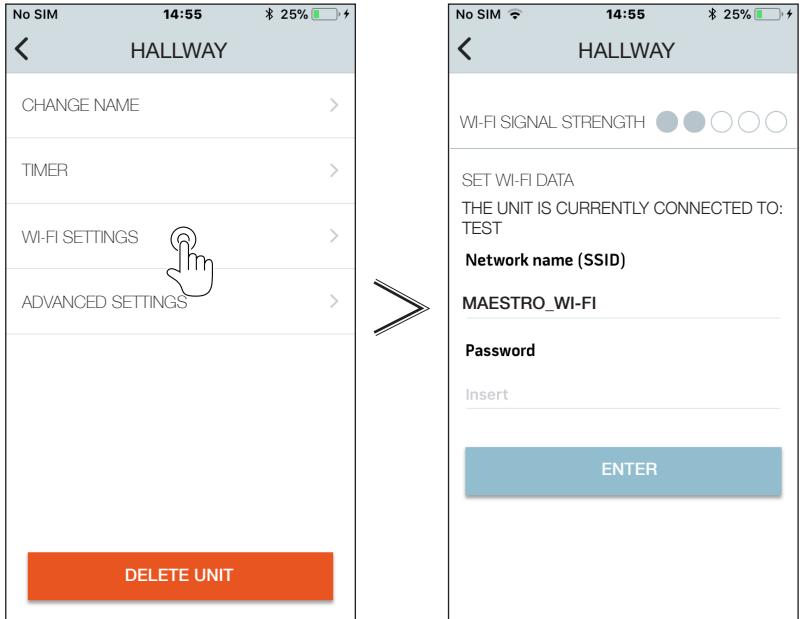 No SIM 14:55 25%
HALLWAY
CHANGE NAME
TIMER
WI-FI SETTINGS
ADVANCED SETTINGS
DELETE UNIT
No SIM 14:55 25%
HALLWAY
WI-FI SIGNAL STRENGTH
SET WI-FI DATA
THE UNIT IS CURRENTLY CONNECTED TO:
TEST
Network name (SSID)
MAESTRO_WI-FI
Password
Insert
ENTER